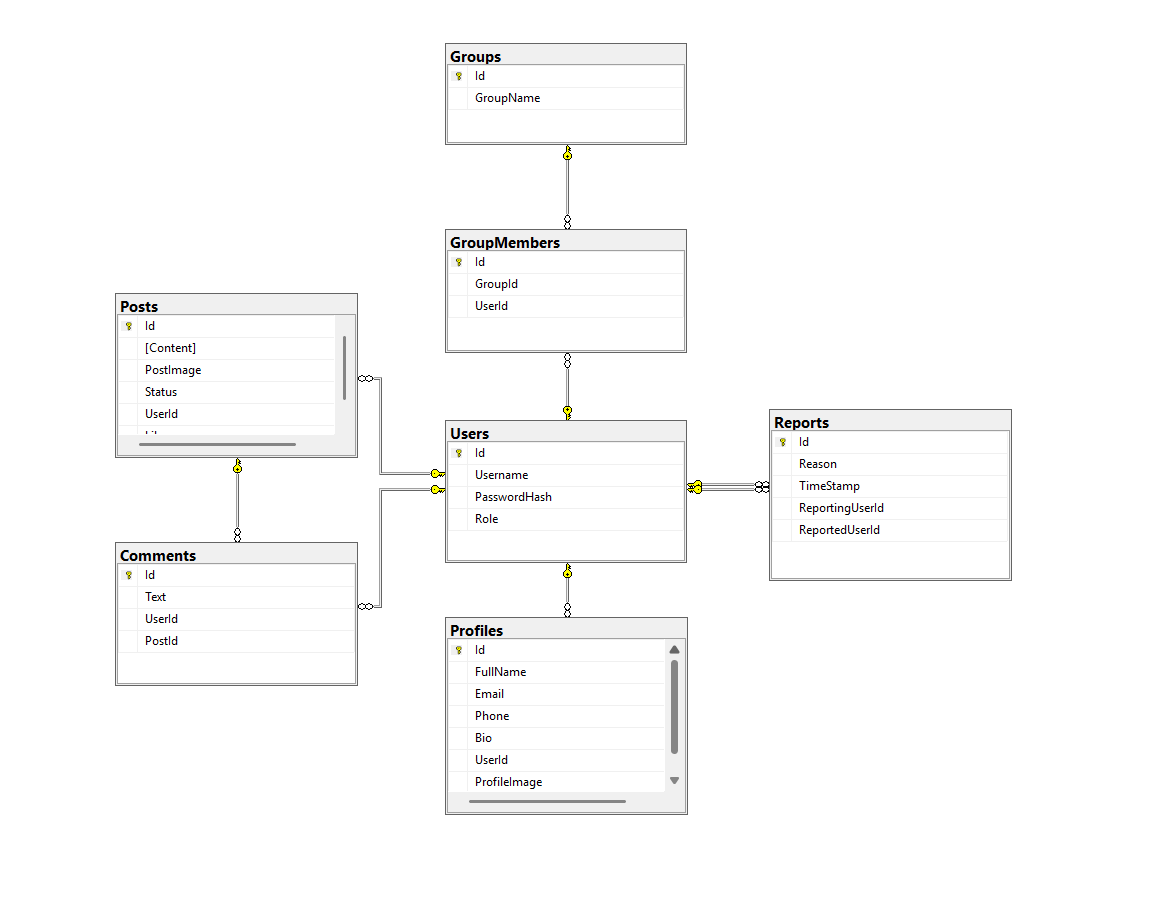 Groups
Id
GroupName
GroupMembers
Id
GroupId
UserId
Posts
Id
[Content]
PostImage
Status
UserId
Users
Id
Username
PasswordHash
Role
Reports
Id
Reason
TimeStamp
ReportingUserId
ReportedUserId
Comments
Id
Text
UserId
PostId
Profiles
Id
FullName
Email
Phone
Bio
UserId
ProfileImage